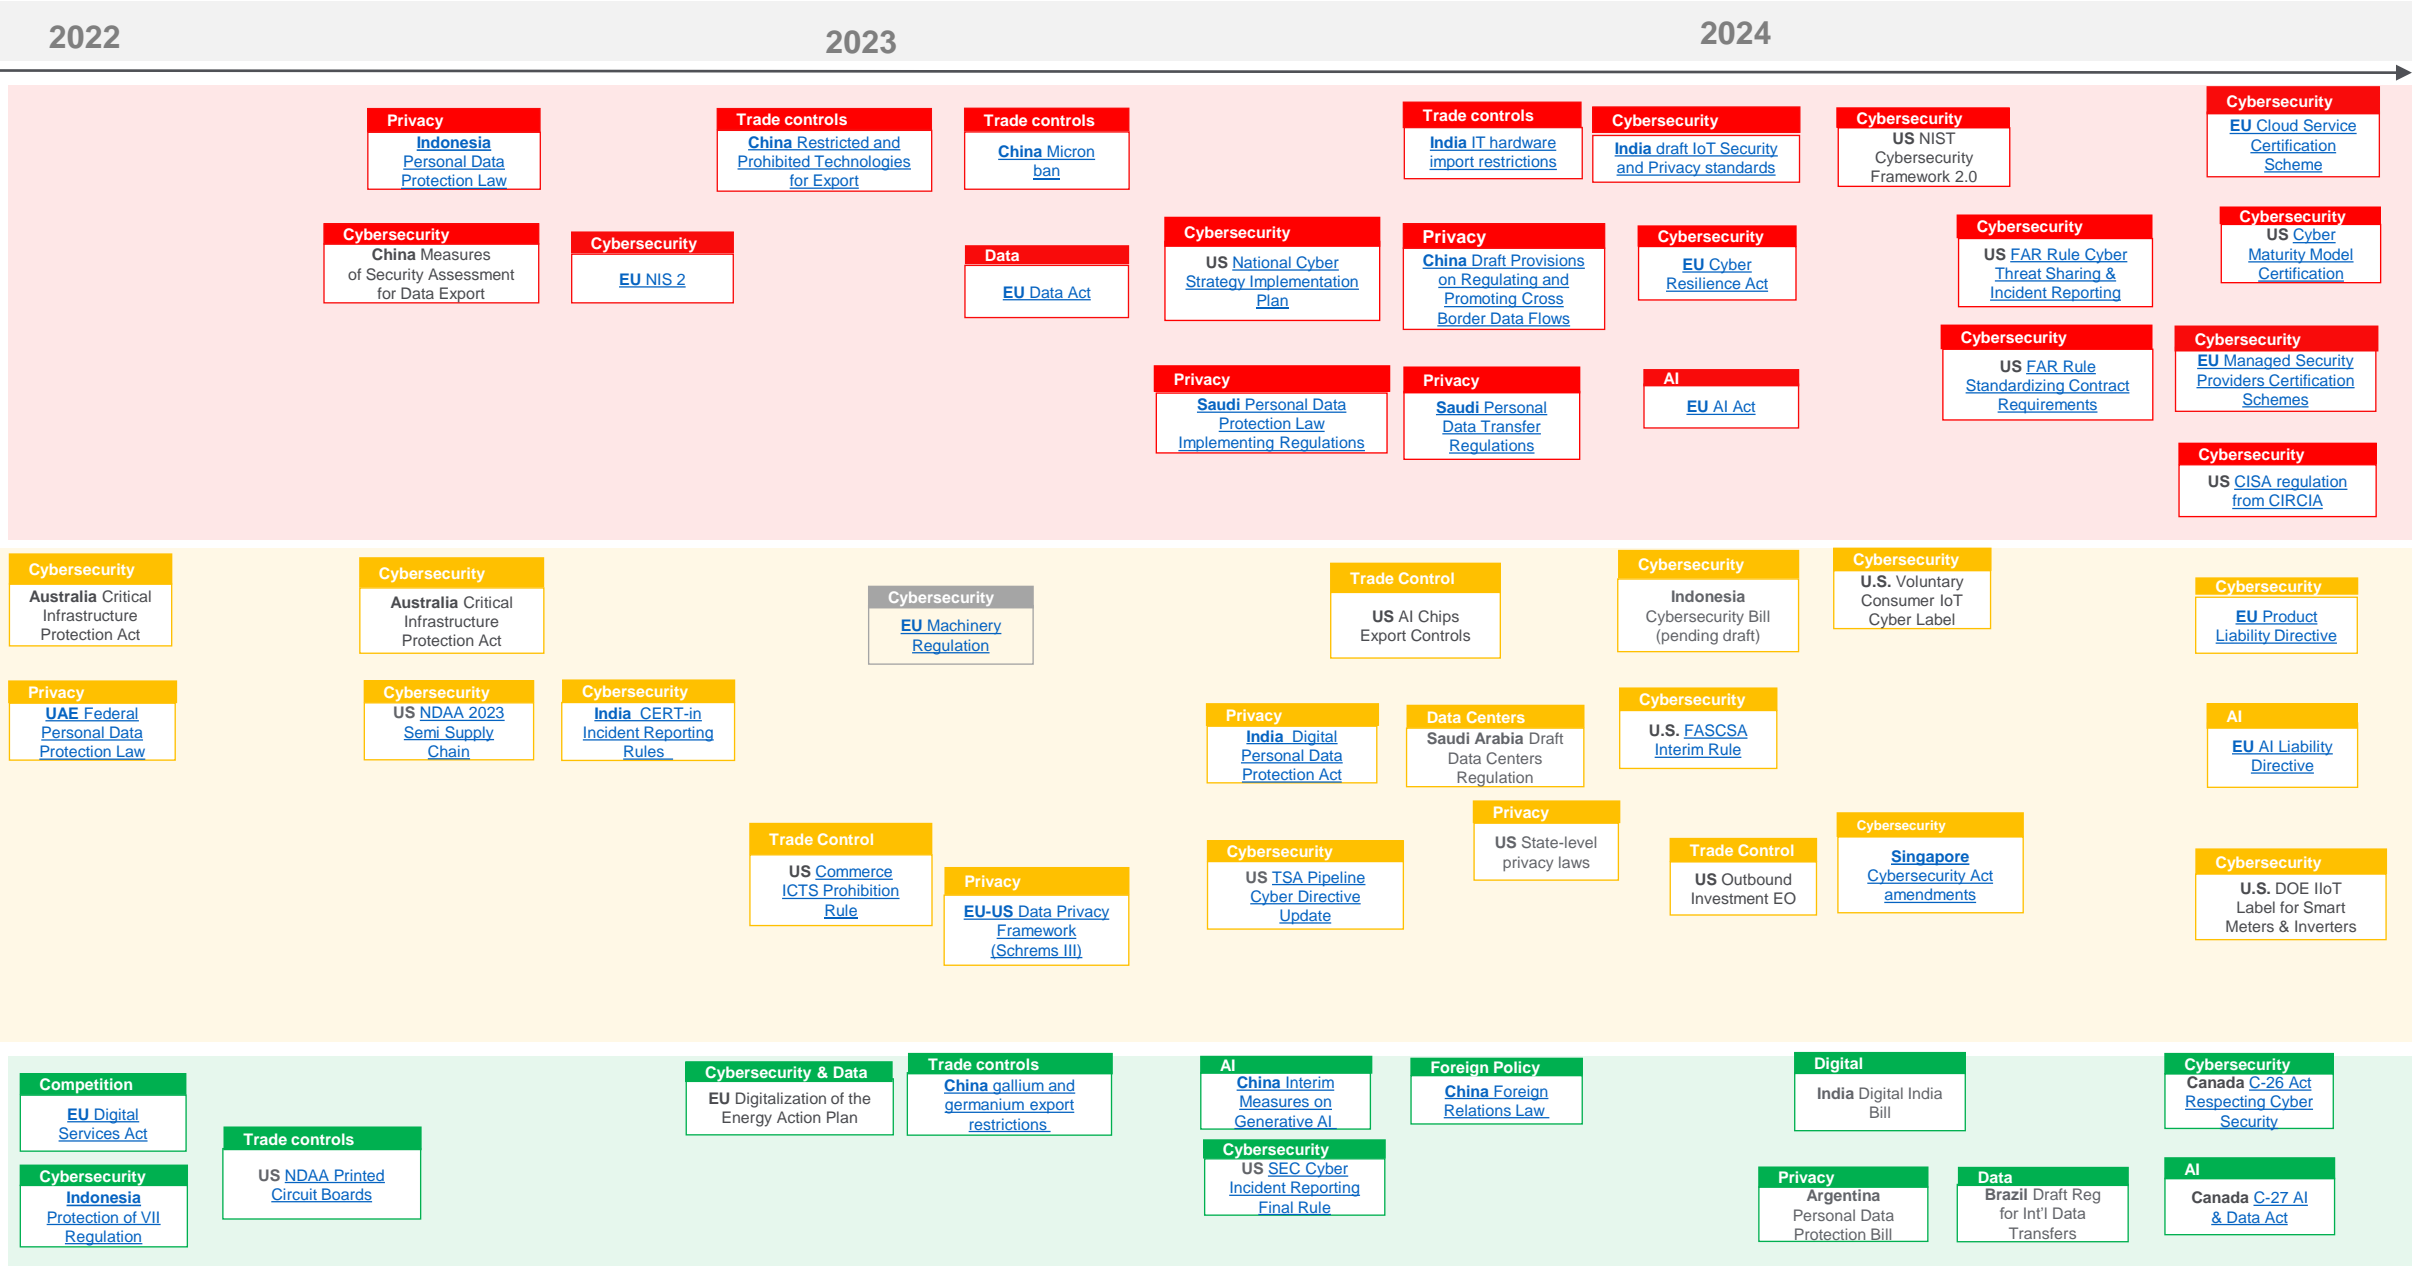 2022
2023
2024
Privacy
Indonesia
Personal Data
Protection Law
Trade controls
China Restricted and
Prohibited Technologies
for Export
Trade controls
China Micron
ban
Trade controls
India IT hardware
import restrictions
Cybersecurity
India draft IoT Security
and Privacy standards
Cybersecurity
US NIST
Cybersecurity
Framework 2.0
Cybersecurity
EU Cloud Service
Certification
Scheme
Cybersecurity
China Measures
of Security Assessment
for Data Export
Cybersecurity
EU NIS 2
Data
EU Data Act
Cybersecurity
US National Cyber
Strategy Implementation
Plan
Privacy
China Draft Provisions
on Regulating and
Promoting Cross
Border Data Flows
Cybersecurity
EU Cyber
Resilience Act
Cybersecurity
US FAR Rule Cyber
Threat Sharing &
Incident Reporting
Cybersecurity
US Cyber
Maturity Model
Certification
Privacy
Saudi Personal Data
Protection Law
Implementing Regulations
Privacy
Saudi Personal
Data Transfer
Regulations
AI
EU AI Act
Cybersecurity
US FAR Rule
Standardizing Contract
Requirements
Cybersecurity
EU Managed Security
Providers Certification
Schemes
Cybersecurity
US CISA regulation
from CIRCIA
Cybersecurity
Australia Critical
Infrastructure
Protection Act
Cybersecurity
Australia Critical
Infrastructure
Protection Act
Cybersecurity
EU Machinery
Regulation
Trade Control
US AI Chips
Export Controls
Cybersecurity
Indonesia
Cybersecurity Bill
(pending draft)
Cybersecurity
U.S. Voluntary
Consumer IoT
Cyber Label
Cybersecurity
EU Product
Liability Directive
Privacy
UAE Federal
Personal Data
Protection Law
Cybersecurity
US NDAA 2023
Semi Supply
Chain
Cybersecurity
India CERT-in
Incident Reporting
Rules
Privacy
India Digital
Personal Data
Protection Act
Data Centers
Saudi Arabia Draft
Data Centers
Regulation
Cybersecurity
U.S. FASCSA
Interim Rule
AI
EU AI Liability
Directive
Trade Control
US Commerce
ICTS Prohibition
Rule
Privacy
EU-US Data Privacy
Framework
(Schrems III)
Cybersecurity
US TSA Pipeline
Cyber Directive
Update
Privacy
US State-level
privacy laws
Trade Control
US Outbound
Investment EO
Cybersecurity
Singapore
Cybersecurity Act
amendments
Cybersecurity
U.S. DOE IIoT
Label for Smart
Meters & Inverters
Competition
EU Digital
Services Act
Cybersecurity
Indonesia
Protection of VII
Regulation
Trade controls
US NDAA Printed
Circuit Boards
Cybersecurity & Data
EU Digitalization of the
Energy Action Plan
Trade controls
China gallium and
germanium export
restrictions
AI
China Interim
Measures on
Generative AI
Cybersecurity
US SEC Cyber
Incident Reporting
Final Rule
Foreign Policy
China Foreign
Relations Law
Digital
India Digital India
Bill
Privacy
Argentina
Personal Data
Protection Bill
Data
Brazil Draft Reg
for Int'l Data
Transfers
Cybersecurity
Canada C-26 Act
Respecting Cyber
Security
AI
Canada C-27 AI
& Data Act